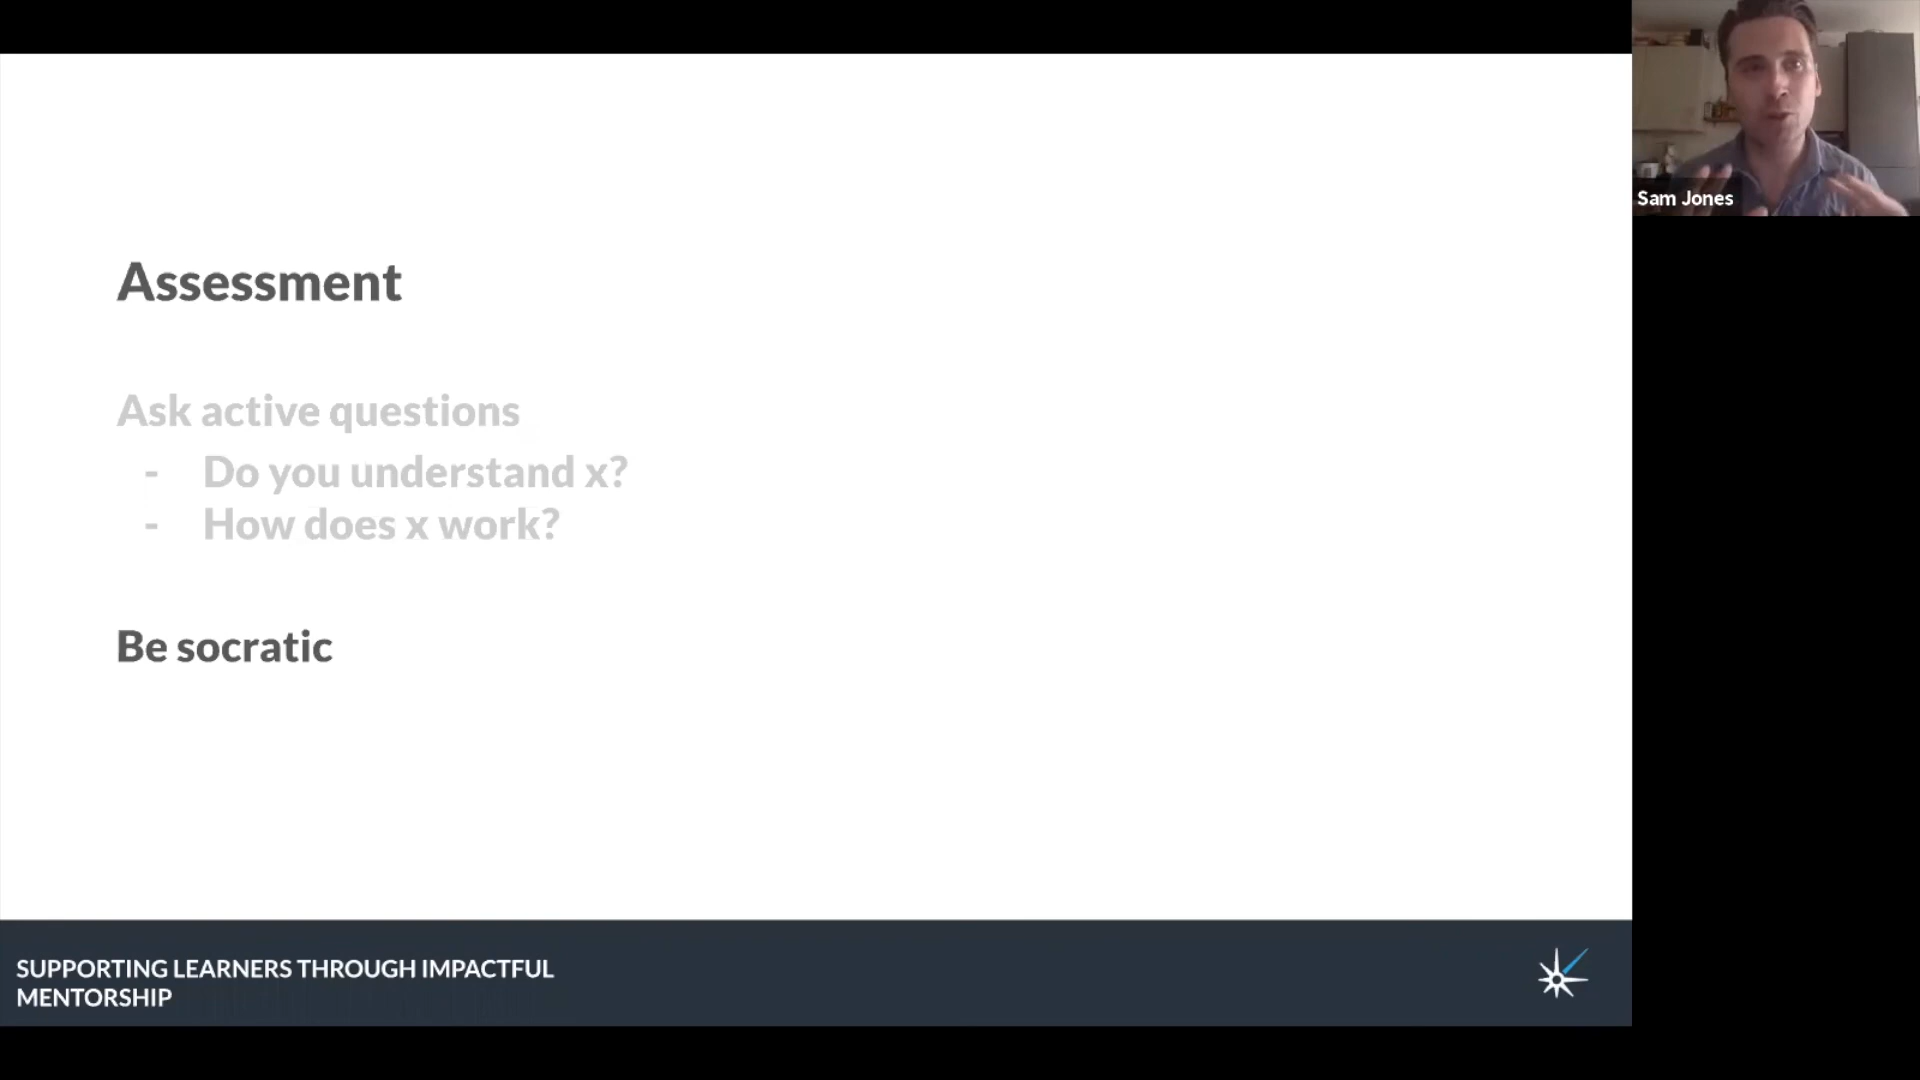 Assessment
Ask active questions
- Do you understand x?
- How does x work?
Be socratic
SUPPORTING LEARNERS THROUGH IMPACTFUL
MENTORSHIP
Sam Jones